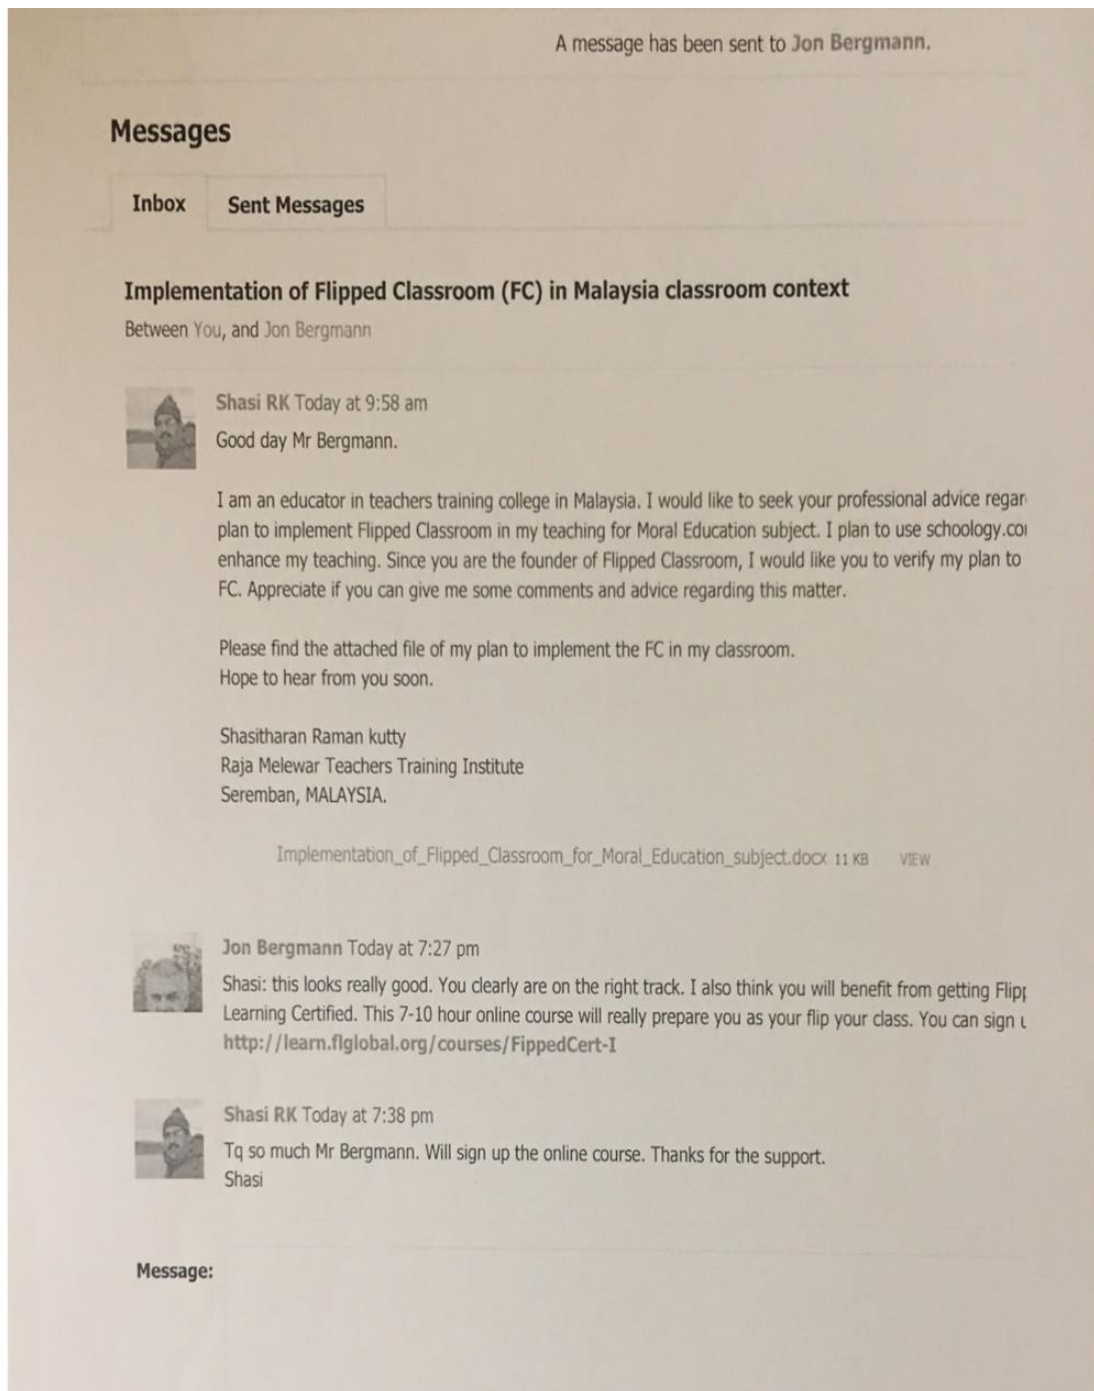 A message has been sent to Jon Bergmann.
Messages
Inbox Sent Messages
Implementation of Flipped Classroom (FC) in Malaysia classroom context
Between You, and Jon Bergmann
Shasi RK Today at 9:58 am
Good day Mr Bergmann.
I am an educator in teachers training college in Malaysia. I would like to seek your professional advice regar
plan to implement Flipped Classroom in my teaching for Moral Education subject. I plan to use schoology.co
enhance my teaching. Since you are the founder of Flipped Classroom, I would like you to verify my plan to
FC. Appreciate if you can give me some comments and advice regarding this matter.
Please find the attached file of my plan to implement the FC in my classroom.
Hope to hear from you soon.
Shasitharan Raman kutty
Raja Melewar Teachers Training Institute
Seremban, MALAYSIA.
Implementation_of_Flipped_Classroom_for_Moral_Education_subject.docx 11 KB VIEW
Jon Bergmann Today at 7:27 pm
Shasi: this looks really good. You clearly are on the right track. I also think you will benefit from getting Flip
Learning Certified. This 7-10 hour online course will really prepare you as your flip your class. You can sign
http://learn.flglobal.org/courses/FippedCert-I
Shasi RK Today at 7:38 pm
Tq so much Mr Bergmann. Will sign up the online course. Thanks for the support.
Shasi
Message: